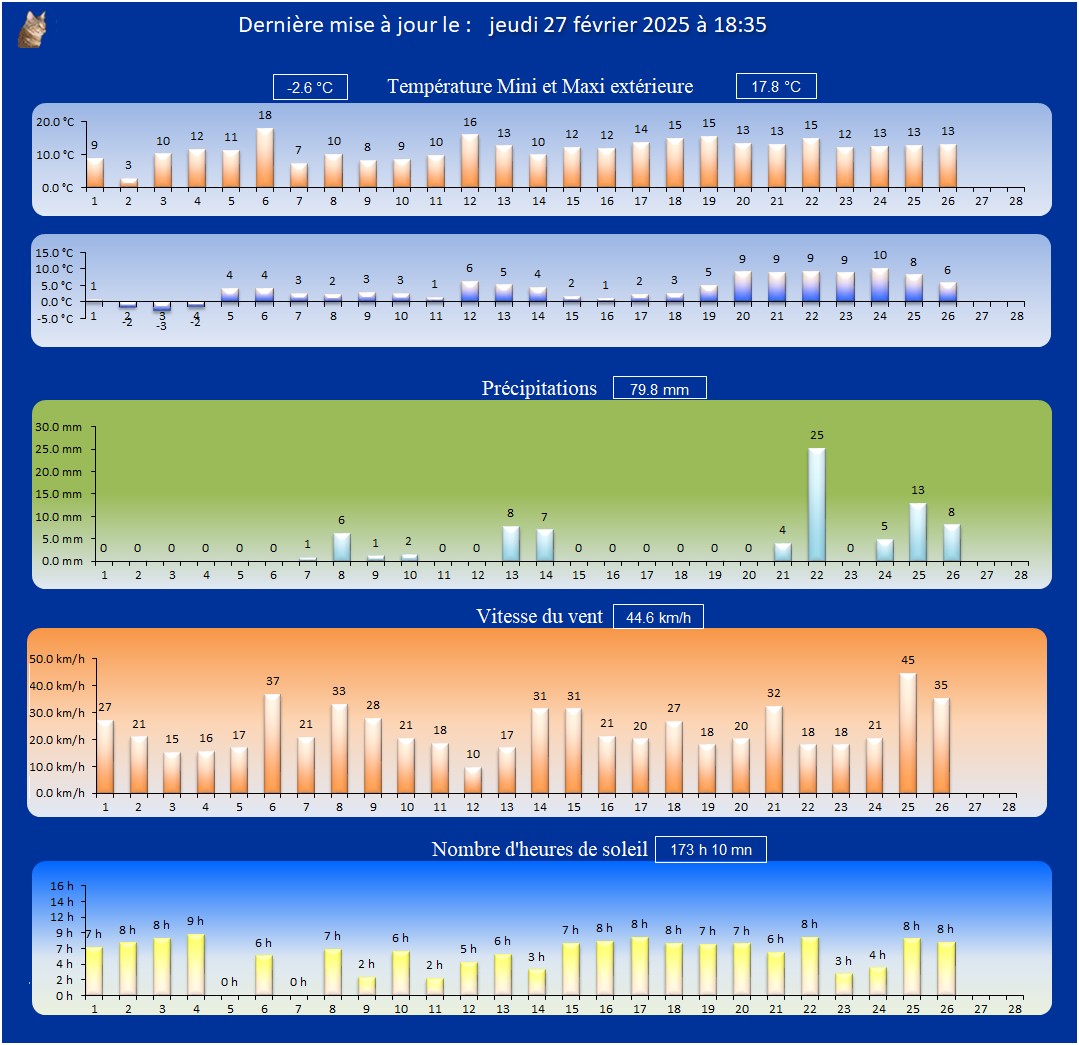 Dernière mise à jour le : jeudi 27 février 2025 à 18:35
-2.6 °C Température Mini et Maxi extérieure 17.8 °C
18
20.0 °C 9 3 10 12 11 7 10 8 9 10 16 13 10 12 12 14 15 15 13 13 15 12 13 13 13
10.0 °C
0.0 °C
1 2 3 4 5 6 7 8 9 10 11 12 13 14 15 16 17 18 19 20 21 22 23 24 25 26 27 28
15.0 °C
10.0 °C
5.0 °C
0.0 °C
-5.0 °C
1 -2 -3 -2 4 4 3 2 3 3 1 6 5 4 2 1 2 3 5 9 9 9 9 10 8 6
1 2 3 4 5 6 7 8 9 10 11 12 13 14 15 16 17 18 19 20 21 22 23 24 25 26 27 28
Précipitations 79.8 mm
30.0 mm
25.0 mm
20.0 mm
15.0 mm
10.0 mm
5.0 mm
0.0 mm
0 0 0 0 0 0 1 6 1 2 0 0 8 7 0 0 0 0 0 0 4 25 0 5 13 8
1 2 3 4 5 6 7 8 9 10 11 12 13 14 15 16 17 18 19 20 21 22 23 24 25 26 27 28
Vitesse du vent 44.6 km/h
50.0 km/h
40.0 km/h
30.0 km/h
20.0 km/h
10.0 km/h
0.0 km/h
27 21 15 16 17 37 21 33 28 21 18 10 17 31 31 21 20 27 18 20 32 18 18 21 45 35
1 2 3 4 5 6 7 8 9 10 11 12 13 14 15 16 17 18 19 20 21 22 23 24 25 26 27 28
Nombre d'heures de soleil 173 h 10 mn
16 h
14 h
12 h
9 h
7 h
4 h
2 h
0 h
7 h 8 h 8 h 9 h 0 h 6 h 0 h 7 h 2 h 6 h 2 h 5 h 6 h 3 h 7 h 8 h 8 h 8 h 7 h 7 h 6 h 8 h 3 h 4 h 8 h 8 h
1 2 3 4 5 6 7 8 9 10 11 12 13 14 15 16 17 18 19 20 21 22 23 24 25 26 27 28